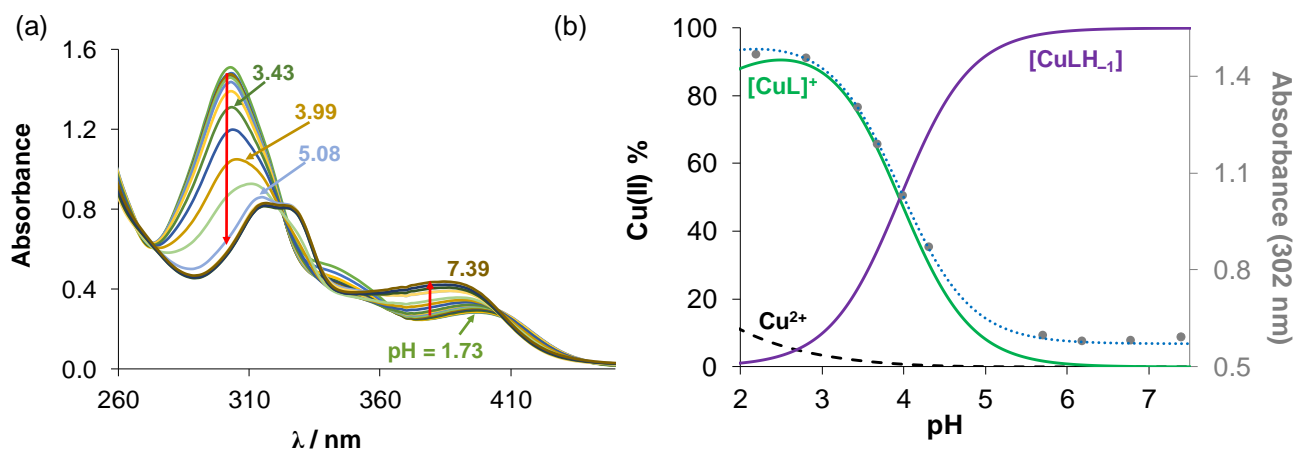 (a)
1.6
1.2
0.8
0.4
0.0
Absorbance
260
310
360
410
λ / nm
3.43
3.99
5.08
7.39
pH = 1.73
(b)
100
80
60
40
20
0
Cu(II) %
2
3
4
5
6
7
pH
[CuL]⁺
[CuLH₋₁]
Cu²⁺
1.4
1.1
0.8
0.5
Absorbance (302 nm)